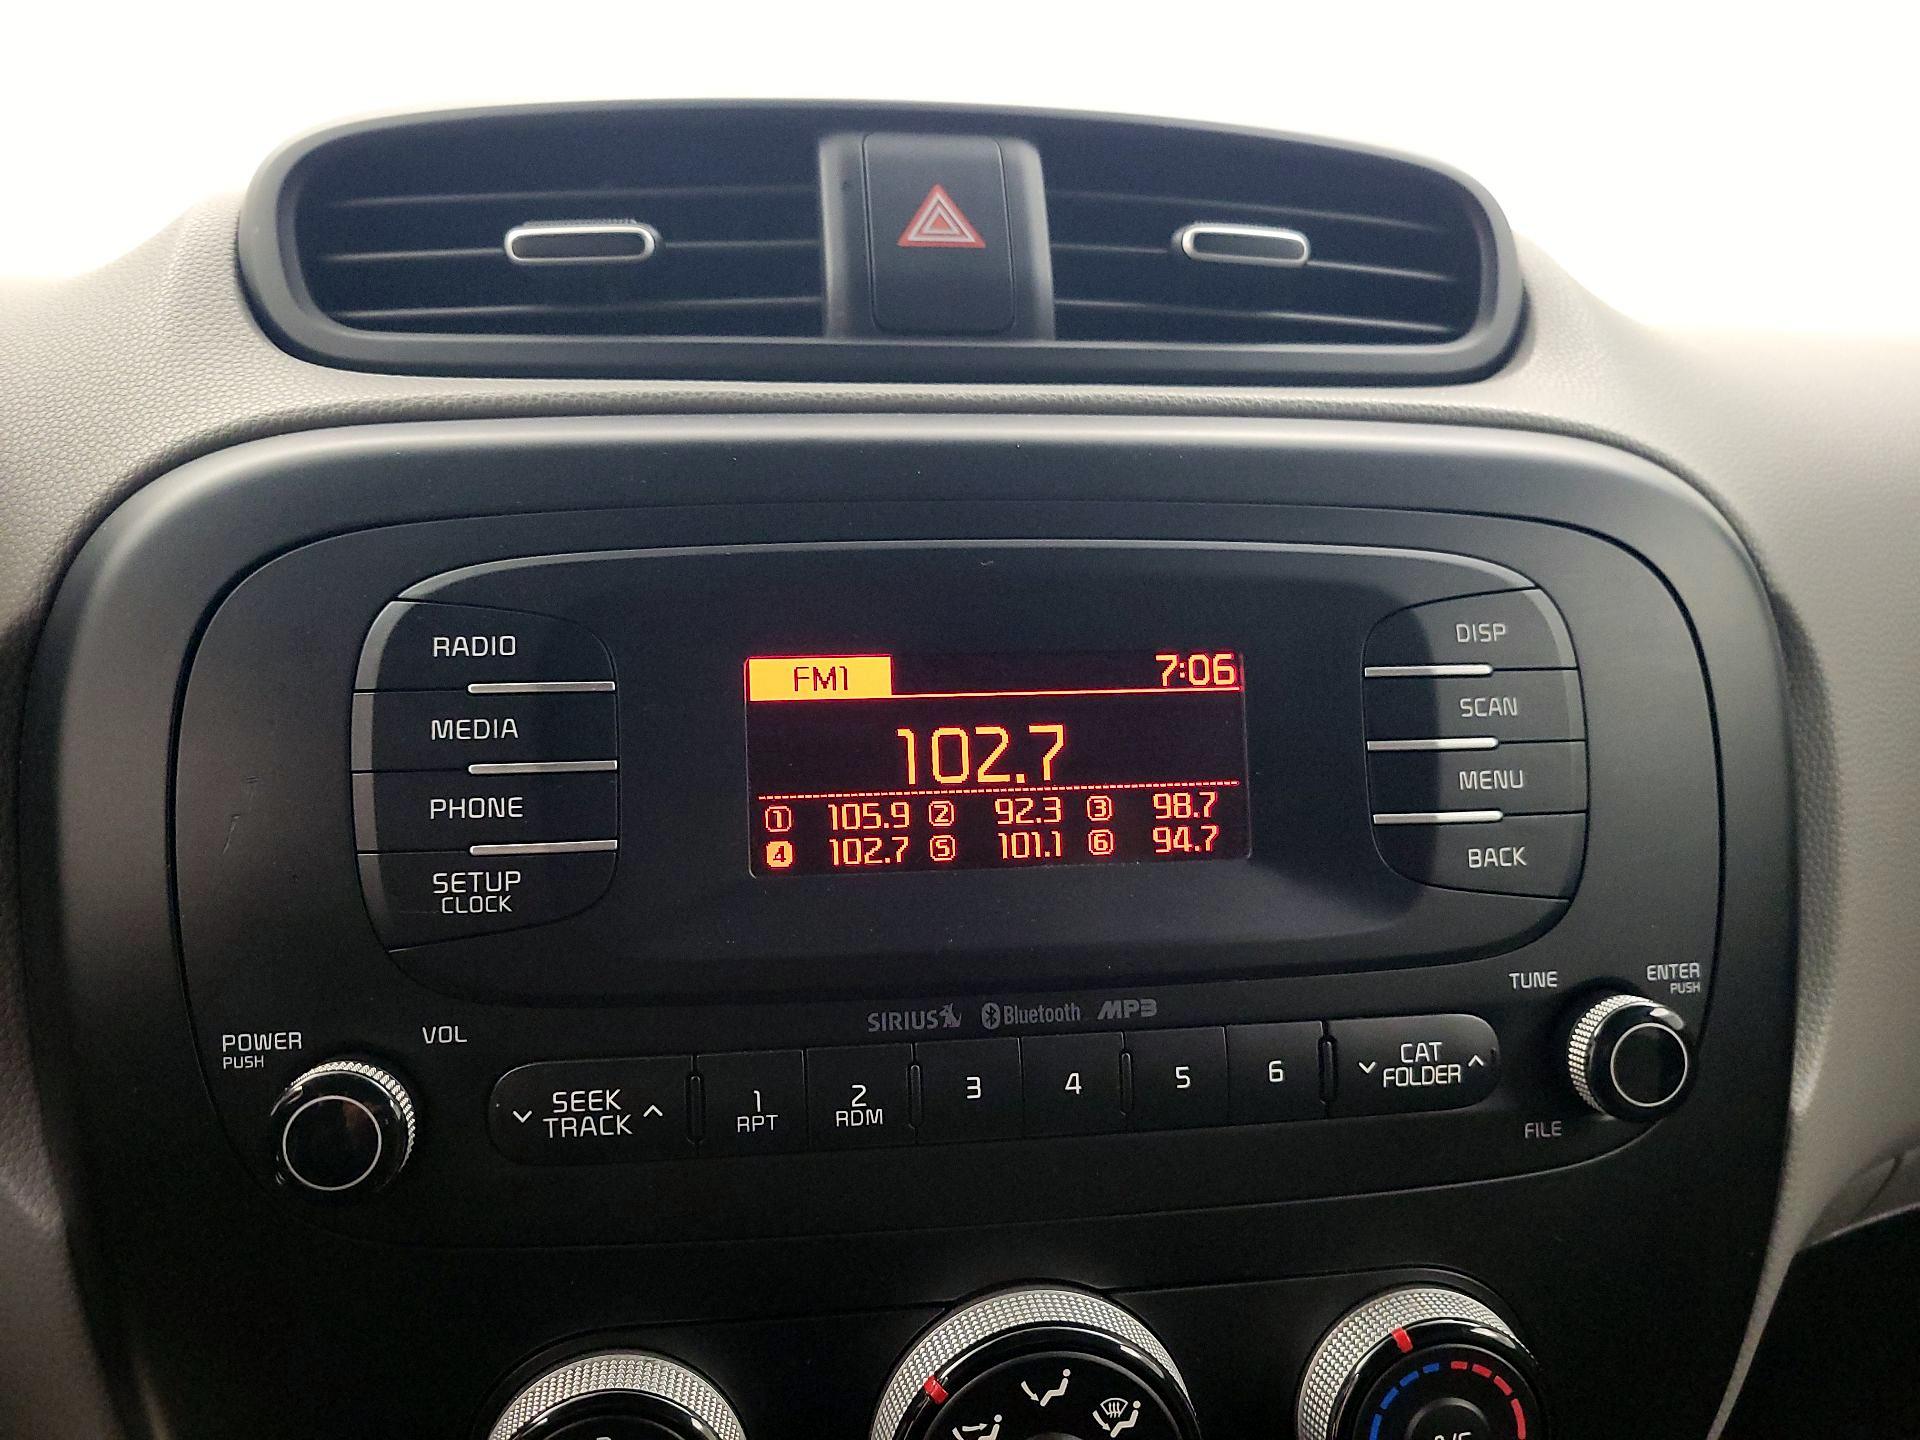 RADIO
MEDIA
PHONE
SETUP
CLOCK
FM1 7:06
102.7
1 105.9 2 92.3 3 98.7
4 102.7 5 101.1 6 94.7
DISP
SCAN
MENU
BACK
POWER
PUSH
VOL
SIRIUS Bluetooth MP3
TUNE
ENTER
PUSH
SEEK
TRACK
1
RPT
2
RDM
3
4
5
6
CAT
FOLDER
FILE